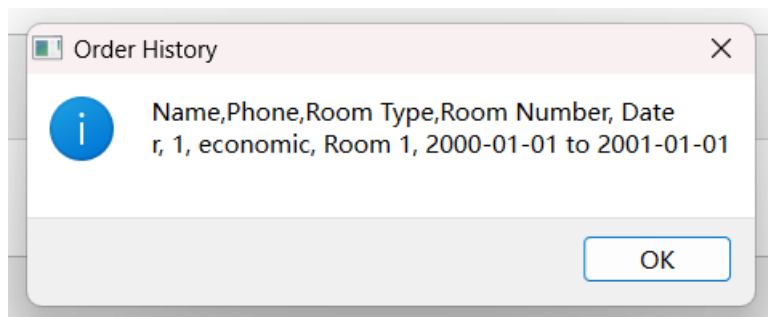 Order History
Name,Phone,Room Type,Room Number, Date
r, 1, economic, Room 1, 2000-01-01 to 2001-01-01
OK